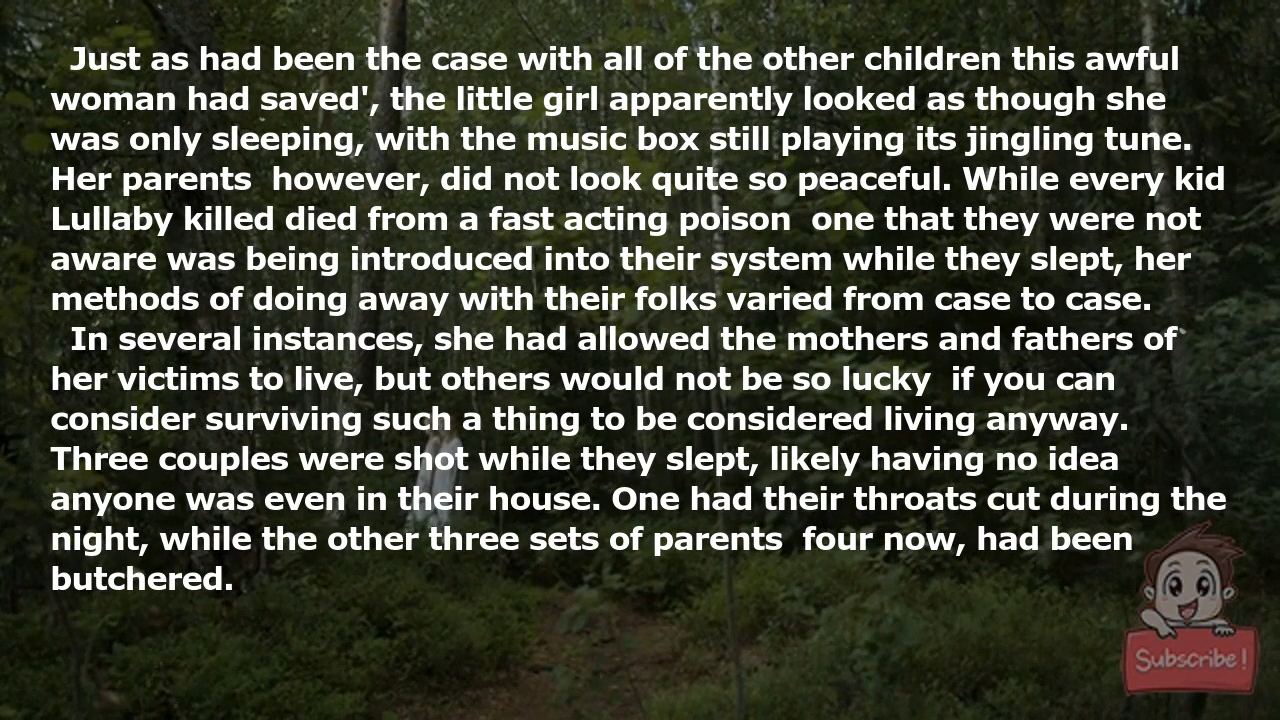 Just as had been the case with all of the other children this awful
woman had saved', the little girl apparently looked as though she
was only sleeping, with the music box still playing its jingling tune.
Her parents  however, did not look quite so peaceful. While every kid
Lullaby killed died from a fast acting poison  one that they were not
aware was being introduced into their system while they slept, her
methods of doing away with their folks varied from case to case.
In several instances, she had allowed the mothers and fathers of
her victims to live, but others would not be so lucky  if you can
consider surviving such a thing to be considered living anyway.
Three couples were shot while they slept, likely having no idea
anyone was even in their house. One had their throats cut during the
night, while the other three sets of parents  four now, had been
butchered.
Subscribe!